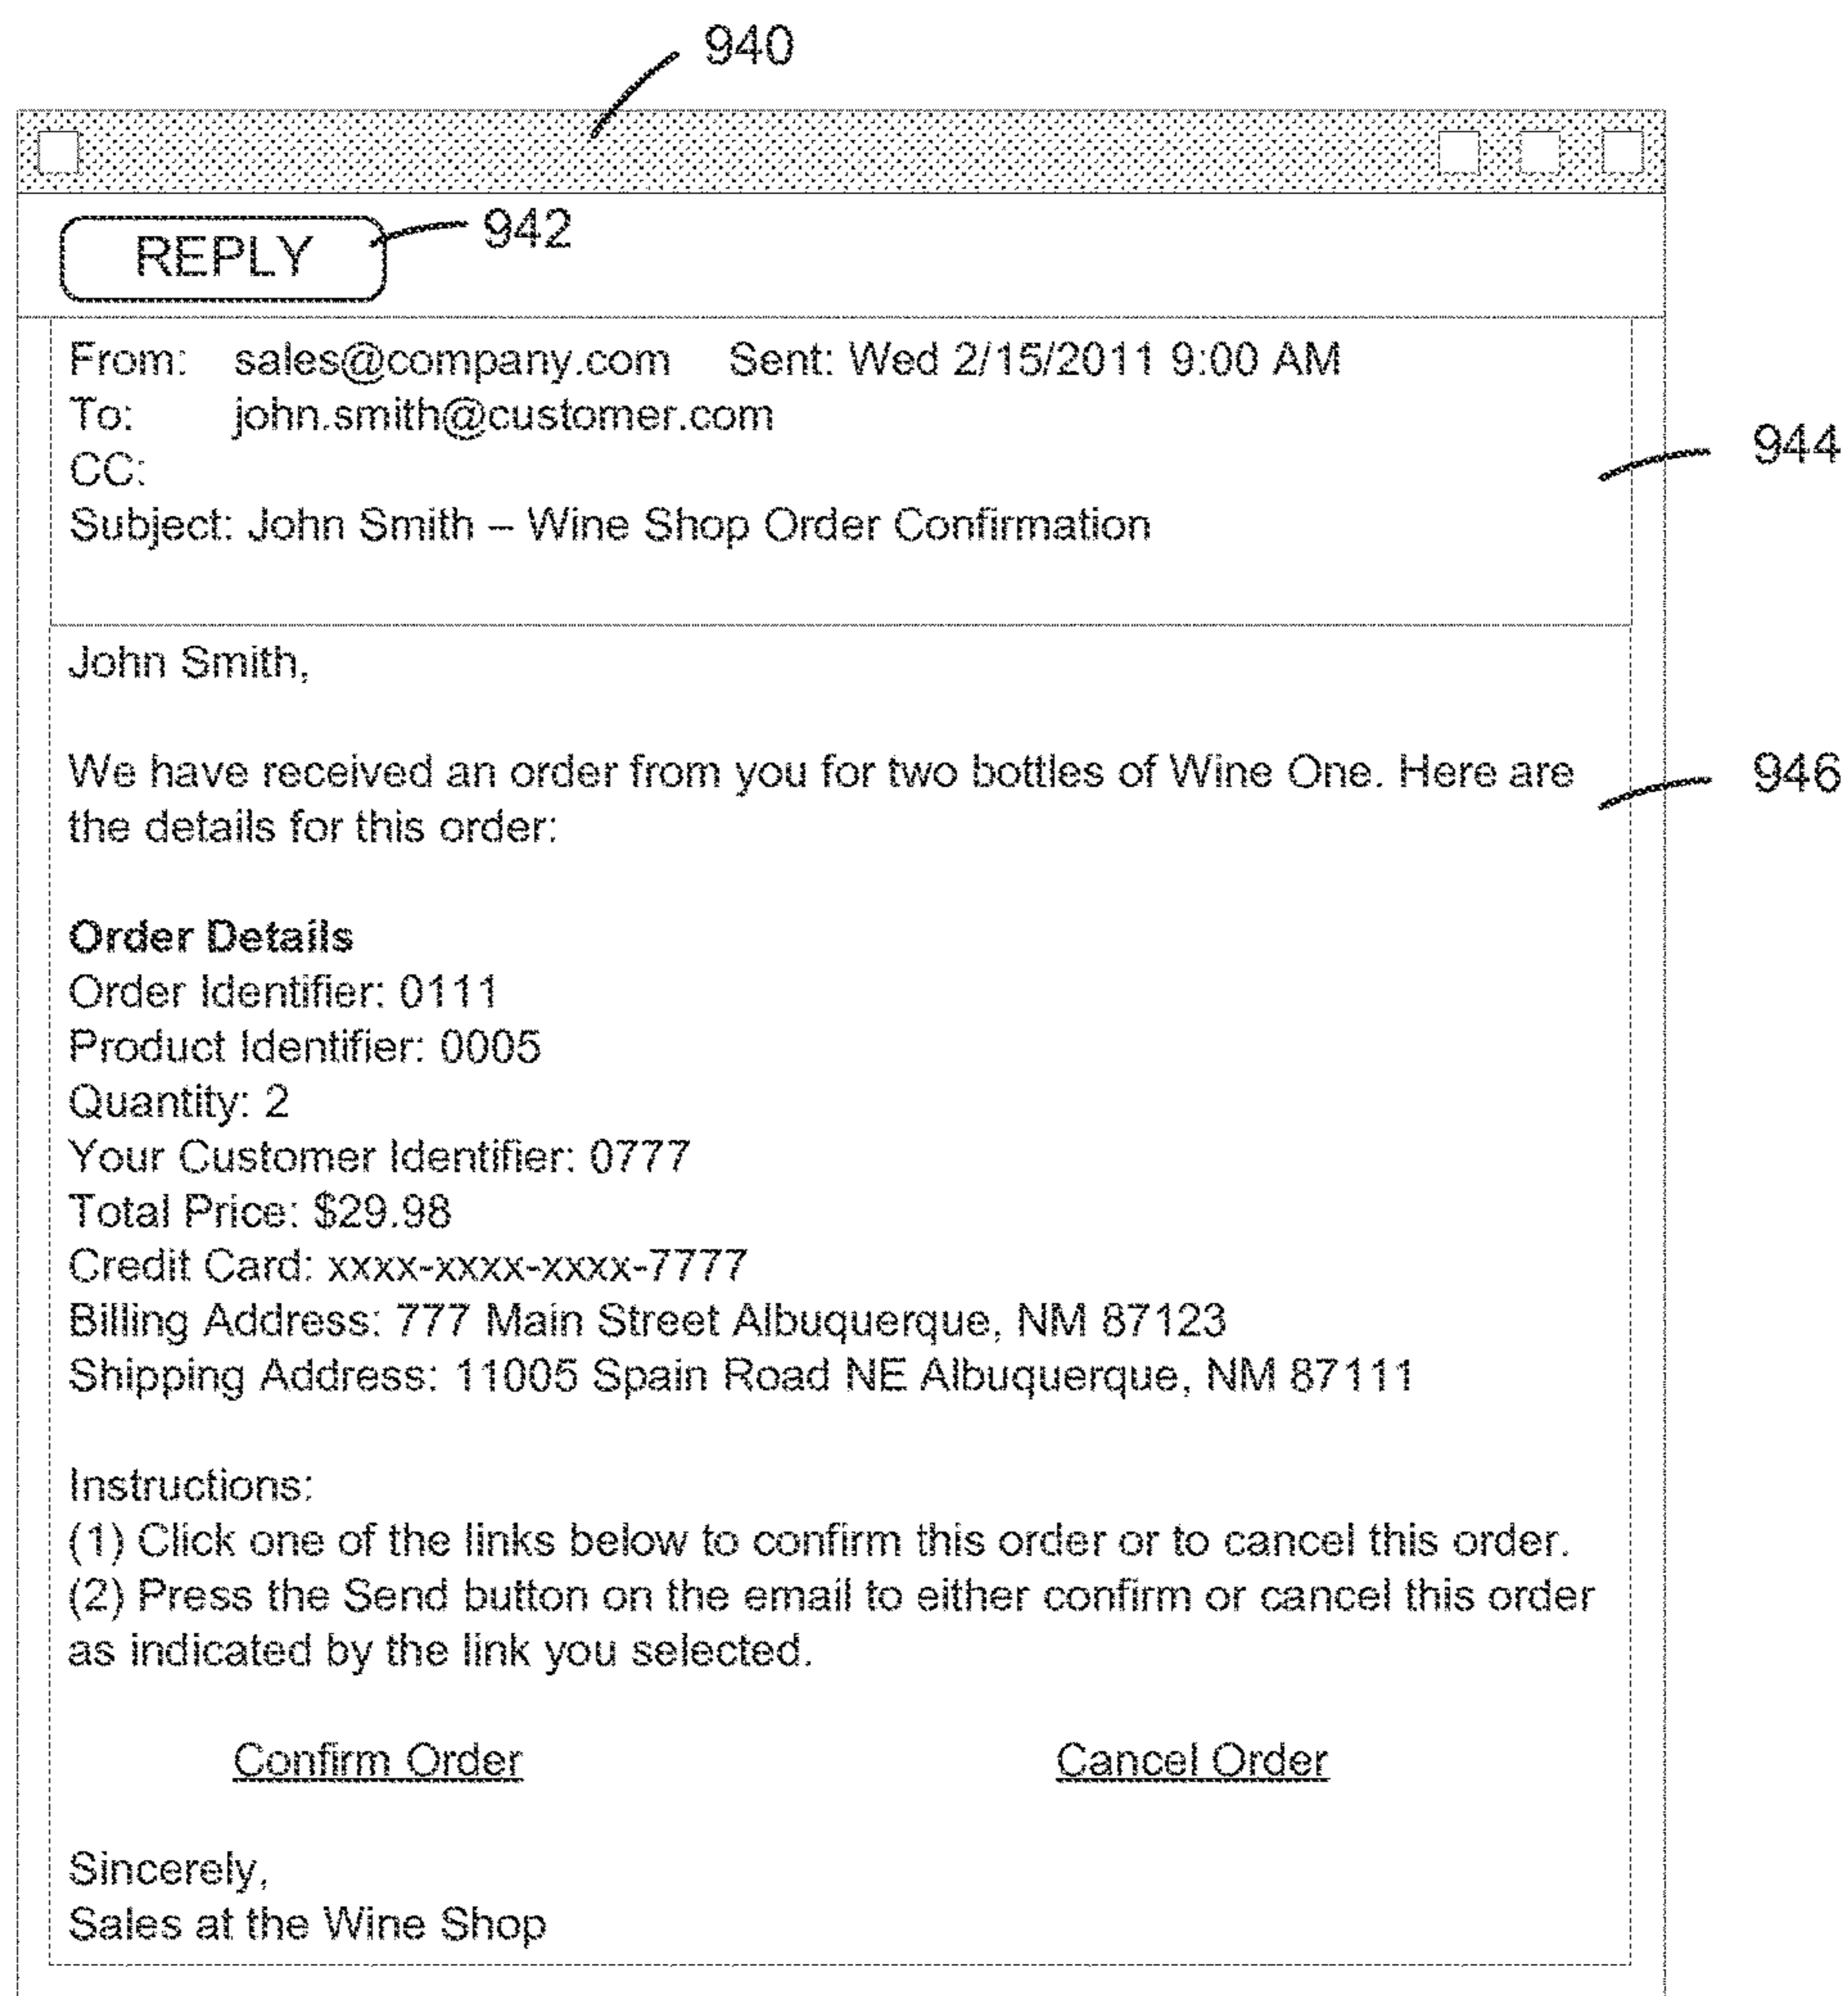 940
REPLY 942
From: sales@company.com Sent: Wed 2/15/2011 9:00 AM
To: john.smith@customer.com
CC:
944
Subject: John Smith – Wine Shop Order Confirmation
John Smith,
We have received an order from you for two bottles of Wine One. Here are
946
the details for this order:
Order Details
Order Identifier: 0111
Product Identifier: 0005
Quantity: 2
Your Customer Identifier: 0777
Total Price: $29.98
Credit Card: xxxx-xxxx-xxxx-7777
Billing Address: 777 Main Street Albuquerque, NM 87123
Shipping Address: 11005 Spain Road NE Albuquerque, NM 87111
Instructions:
(1) Click one of the links below to confirm this order or to cancel this order.
(2) Press the Send button on the email to either confirm or cancel this order
as indicated by the link you selected.
Confirm Order Cancel Order
Sincerely,
Sales at the Wine Shop